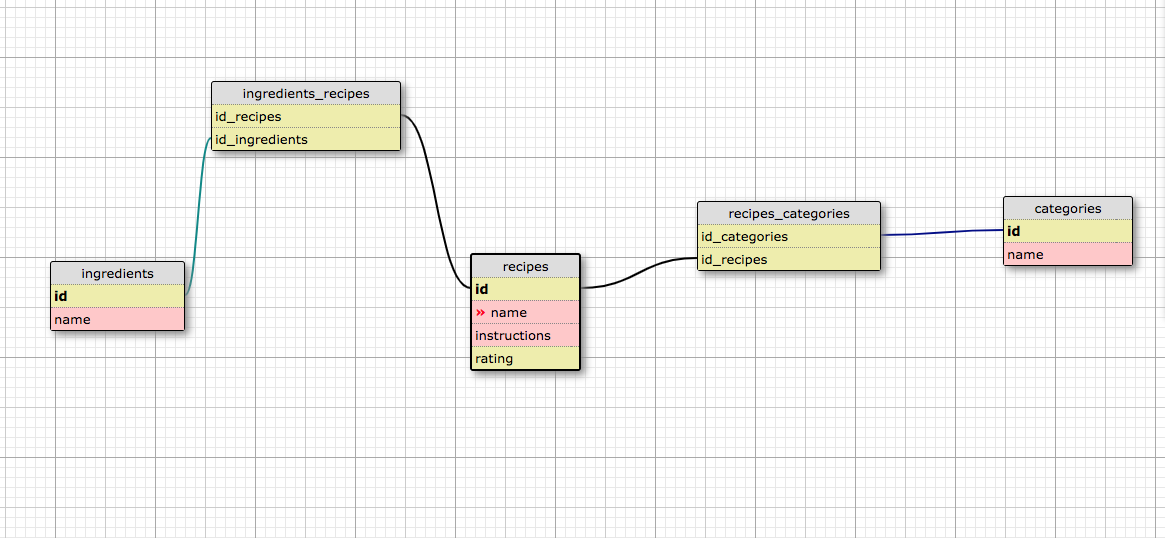 ingredients_recipes
id_recipes
id_ingredients
ingredients
id
name
recipes
id
» name
instructions
rating
recipes_categories
id_categories
id_recipes
categories
id
name